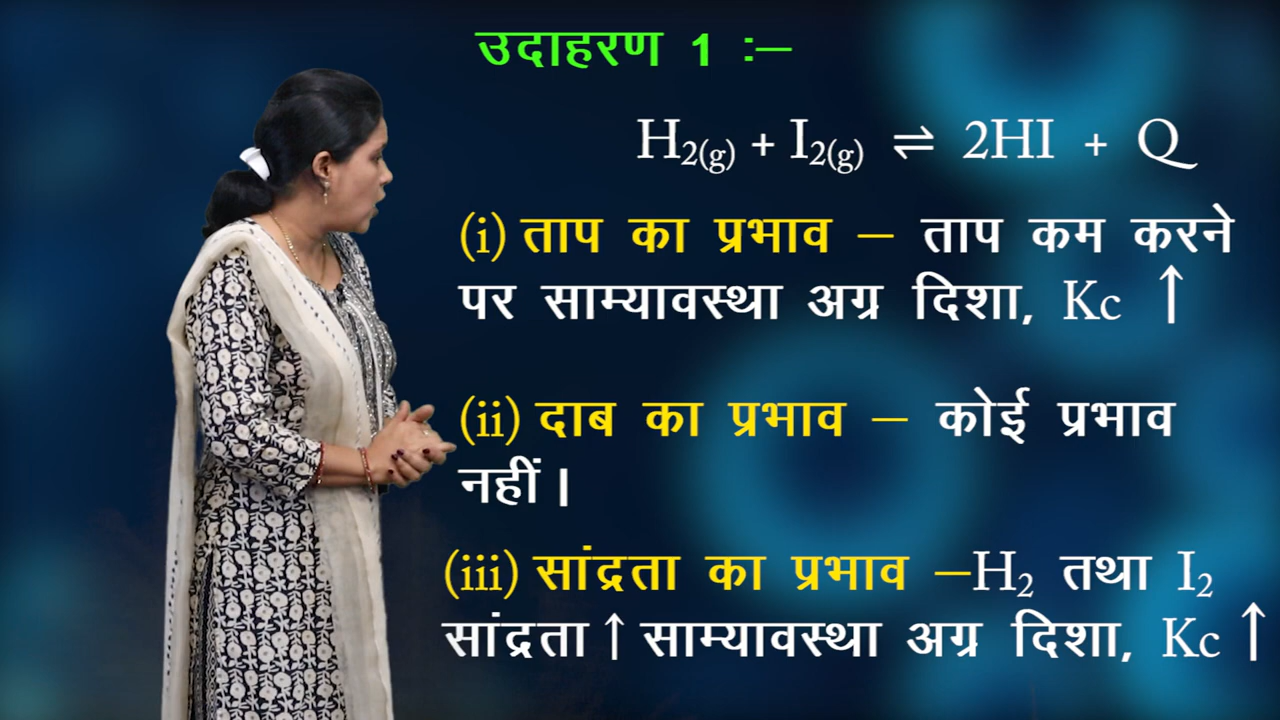 उदाहरण 1 :–
H₂(g) + I₂(g) ⇌ 2HI + Q
(i) ताप का प्रभाव – ताप कम करने
पर साम्यावस्था अग्र दिशा, Kc ↑
(ii) दाब का प्रभाव – कोई प्रभाव
नहीं।
(iii) सांद्रता का प्रभाव –H₂ तथा I₂
सांद्रता ↑ साम्यावस्था अग्र दिशा, Kc ↑